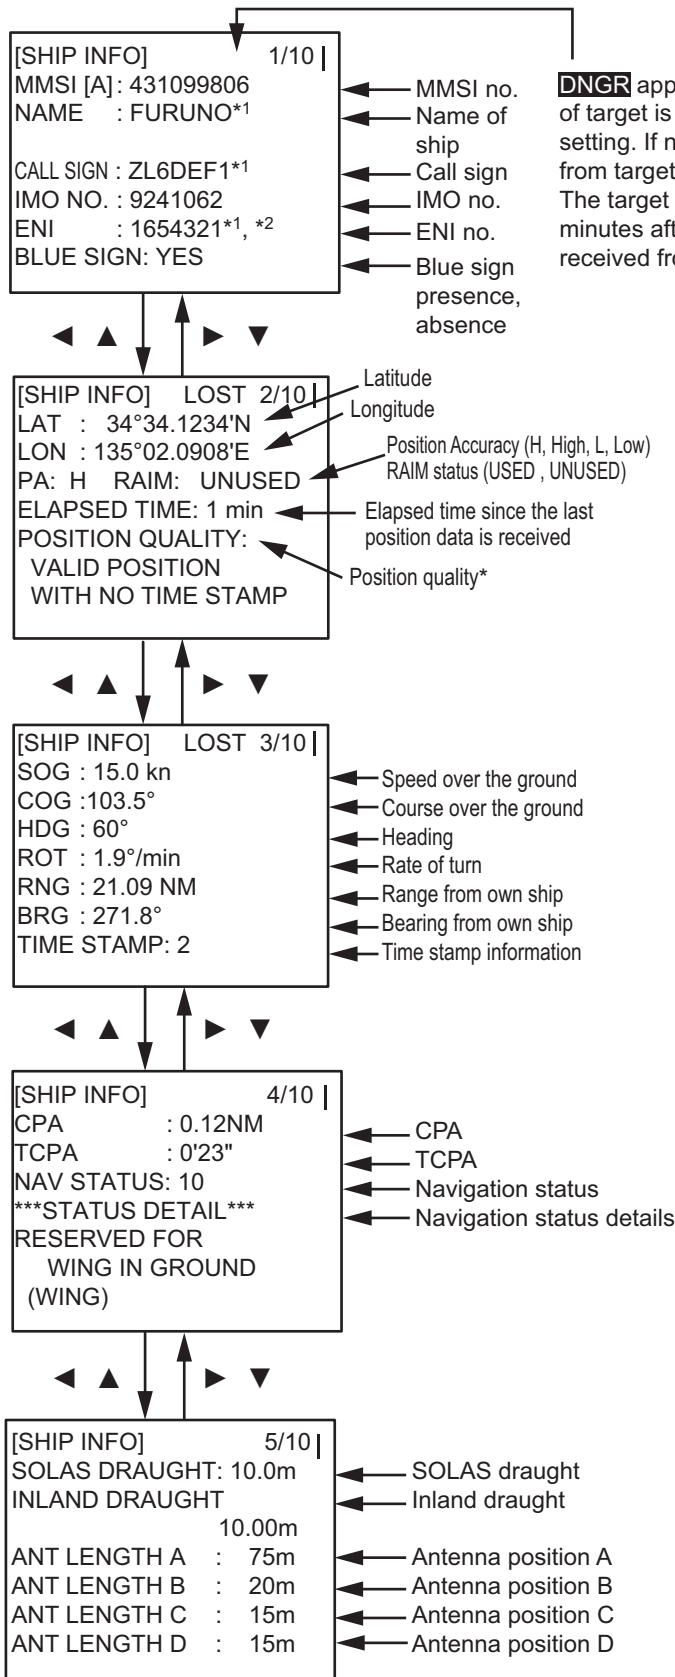 [SHIP INFO] 1/10
MMSI [A] : 431099806
NAME : FURUNO*1
CALL SIGN : ZL6DEF1*1
IMO NO. : 9241062
ENI : 1654321*1, *2
BLUE SIGN: YES
MMSI no.
Name of
ship
Call sign
IMO no.
ENI no.
Blue sign
presence,
absence
DNGR
of target is
setting. If
from target
The target
minutes
received
[SHIP INFO] LOST 2/10
LAT : 34°34.1234'N
LON : 135°02.0908'E
PA: H RAIM: UNUSED
ELAPSED TIME: 1 min
POSITION QUALITY:
VALID POSITION
WITH NO TIME STAMP
Latitude
Longitude
Position Accuracy (H, High, L, Low)
RAIM status (USED , UNUSED)
Elapsed time since the last
position data is received
Position quality*
[SHIP INFO] LOST 3/10
SOG : 15.0 kn
COG :103.5°
HDG : 60°
ROT : 1.9°/min
RNG : 21.09 NM
BRG : 271.8°
TIME STAMP: 2
Speed over the ground
Course over the ground
Heading
Rate of turn
Range from own ship
Bearing from own ship
Time stamp information
[SHIP INFO] 4/10
CPA : 0.12NM
TCPA : 0'23"
NAV STATUS: 10
***STATUS DETAIL***
RESERVED FOR
WING IN GROUND
(WING)
CPA
TCPA
Navigation status
Navigation status details
[SHIP INFO] 5/10
SOLAS DRAUGHT: 10.0m
INLAND DRAUGHT
10.00m
ANT LENGTH A : 75m
ANT LENGTH B : 20m
ANT LENGTH C : 15m
ANT LENGTH D : 15m
SOLAS draught
Inland draught
Antenna position A
Antenna position B
Antenna position C
Antenna position D